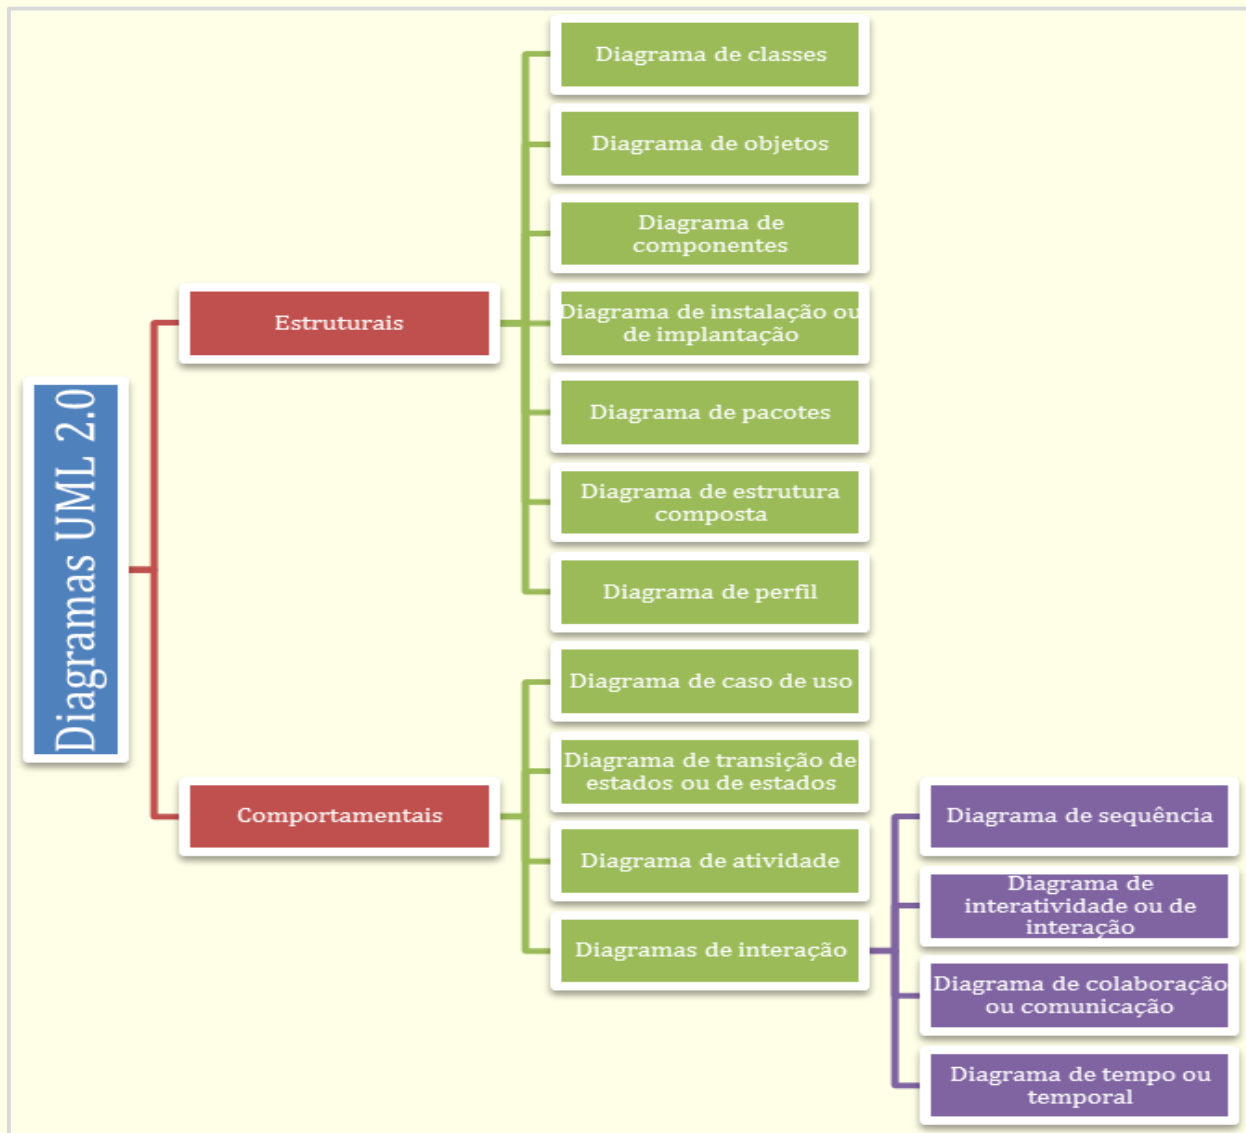 Diagramas UML 2.0
Estruturais
Diagrama de classes
Diagrama de objetos
Diagrama de
componentes
Diagrama de instalação ou
de implantação
Diagrama de pacotes
Diagrama de estrutura
composta
Diagrama de perfil
Comportamentais
Diagrama de caso de uso
Diagrama de transição de
estados ou de estados
Diagrama de atividade
Diagramas de interação
Diagrama de sequência
Diagrama de
interatividade ou de
interação
Diagrama de colaboração
ou comunicação
Diagrama de tempo ou
temporal